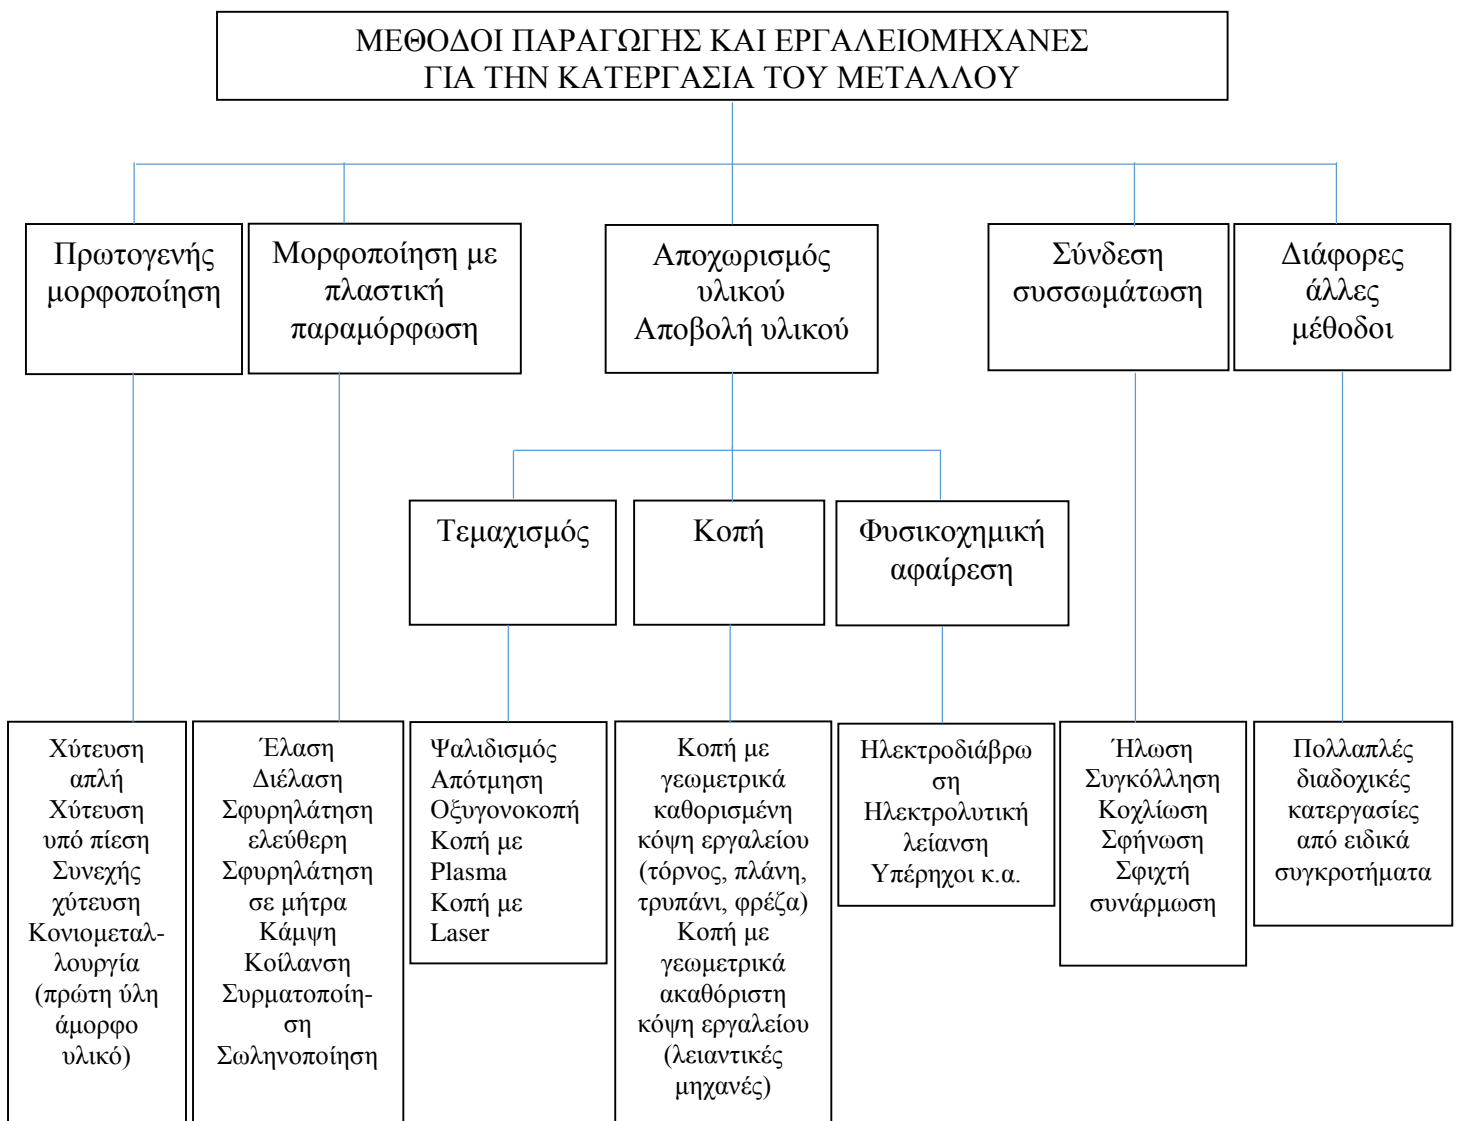 ΜΕΘΟΔΟΙ ΠΑΡΑΓΩΓΗΣ ΚΑΙ ΕΡΓΑΛΕΙΟΜΗΧΑΝΕΣ
ΓΙΑ ΤΗΝ ΚΑΤΕΡΓΑΣΙΑ ΤΟΥ ΜΕΤΑΛΛΟΥ
Πρωτογενής
μορφοποίηση
Μορφοποίηση με
πλαστική
παραμόρφωση
Αποχωρισμός
υλικού
Αποβολή υλικού
Σύνδεση
συσσωμάτωση
Διάφορες
άλλες
μέθοδοι
Τεμαχισμός
Κοπή
Φυσικοχημική
αφαίρεση
Χύτευση
απλή
Χύτευση
υπό πίεση
Συνεχής
χύτευση
Κονιομεταλ-
λουργία
(πρώτη ύλη
άμορφο
υλικό)
Έλαση
Διέλαση
Σφυρηλάτηση
ελεύθερη
Σφυρηλάτηση
σε μήτρα
Κάμψη
Κοίλανση
Συρματοποίη-
ση
Σωληνοποίηση
Ψαλιδισμός
Απότμηση
Οξυγονοκοπή
Κοπή με
Plasma
Κοπή με
Laser
Κοπή με
γεωμετρικά
καθορισμένη
κόψη εργαλείου
(τόρνος, πλάνη,
τρυπάνι, φρέζα)
Κοπή με
γεωμετρικά
ακαθόριστη
κόψη εργαλείου
(λειαντικές
μηχανές)
Ηλεκτροδιάβρω
ση
Ηλεκτρολυτική
λείανση
Υπέρηχοι κ.α.
Ήλωση
Συγκόλληση
Κοχλίωση
Σφήνωση
Σφιχτή
συνάρμωση
Πολλαπλές
διαδοχικές
κατεργασίες
από ειδικά
συγκροτήματα